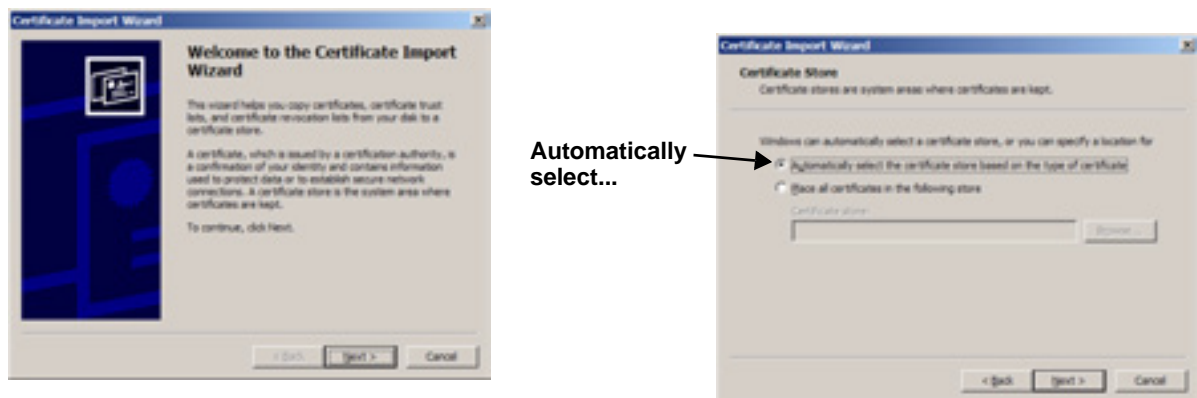 Certificate Import Wizard
Welcome to the Certificate Import
Wizard
This wizard helps you copy certificates, certificate trust
lists, and certificate revocation lists from your disk to a
certificate store.
A certificate, which is issued by a certification authority, is
a confirmation of your identity and contains information
used to protect data or to establish secure network
connections. A certificate store is the system area where
certificates are kept.
To continue, click Next.
< Back
Next >
Cancel
Automatically
select...
Certificate Import Wizard
Certificate Store
Certificate stores are system areas where certificates are kept.
Windows can automatically select a certificate store, or you can specify a location for
Automatically select the certificate store based on the type of certificate
Place all certificates in the following store
Certificate store:
Browse...
< Back
Next >
Cancel